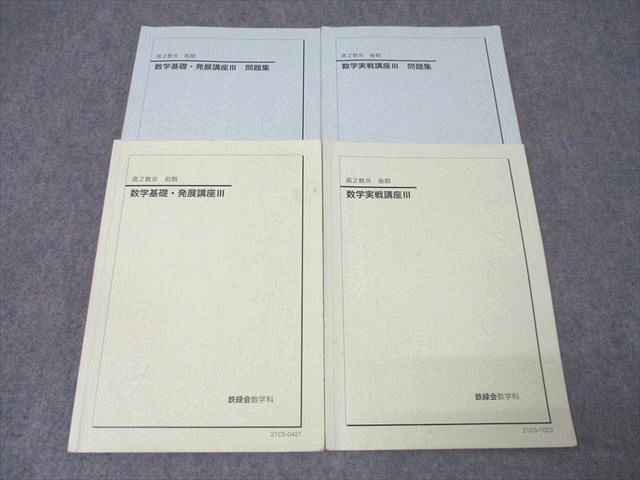 高2数Ⅲ 前期
数学基礎・発展講座Ⅲ 問題集
高2数Ⅲ 後期
数学実戦講座Ⅲ 問題集
高2数Ⅲ 前期
数学基礎・発展講座Ⅲ
鉄緑会数学科
21CS-0421
高2数Ⅲ 後期
数学実戦講座Ⅲ
鉄緑会数学科
21CS-1023